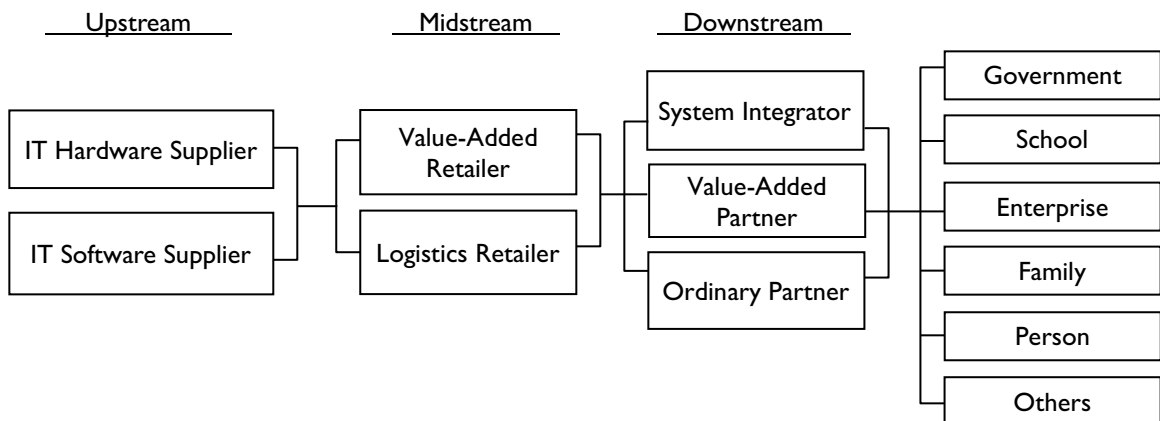 Upstream
Midstream
Downstream
IT Hardware Supplier
IT Software Supplier
Value-Added
Retailer
Logistics Retailer
System Integrator
Value-Added
Partner
Ordinary Partner
Government
School
Enterprise
Family
Person
Others